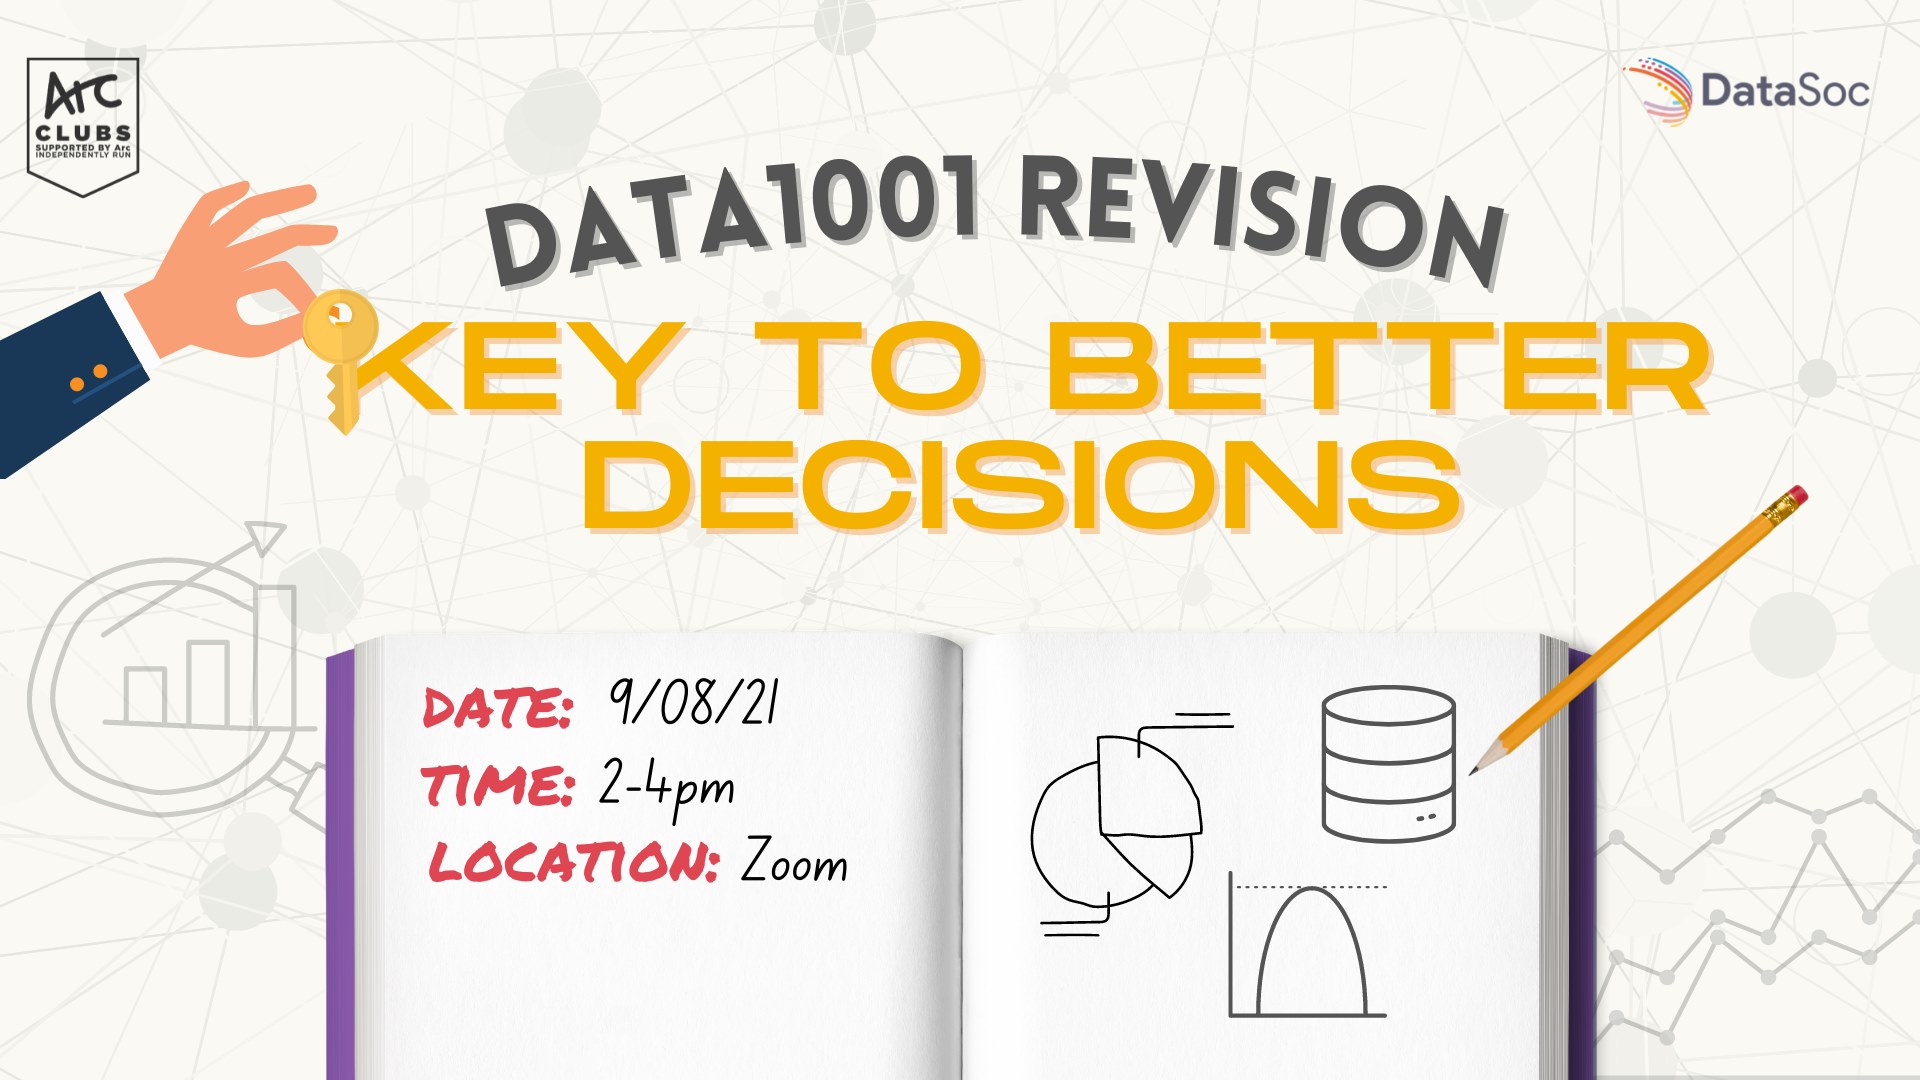 Arc
CLUBS
SUPPORTED BY Arc
INDEPENDENTLY RUN
DataSoc
DATA1001 REVISION
KEY TO BETTER
DECISIONS
DATE: 9/08/21
TIME: 2-4pm
LOCATION: Zoom